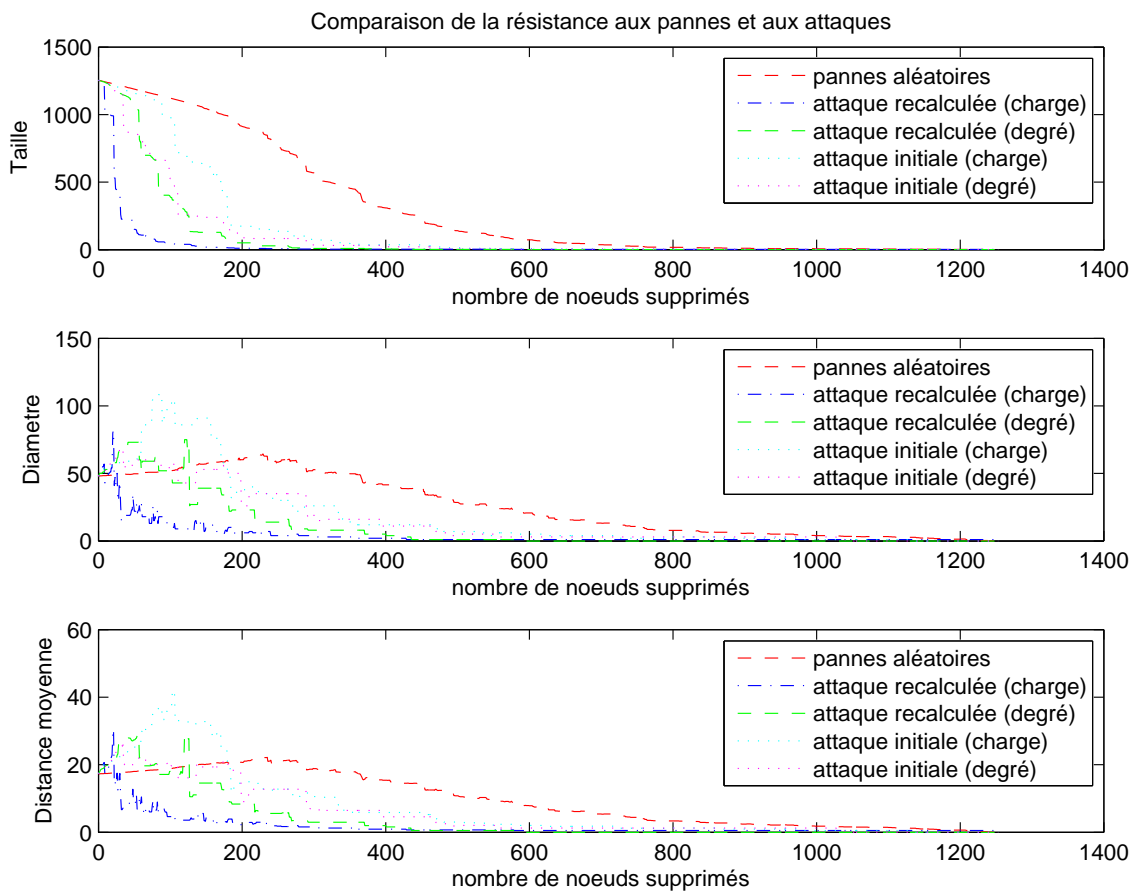 Comparaison de la résistance aux pannes et aux attaques
1500
1000
500
0
Taille
pannes aléatoires
attaque recalculée (charge)
attaque recalculée (degré)
attaque initiale (charge)
attaque initiale (degré)
0 200 400 600 800 1000 1200 1400
nombre de noeuds supprimés
150
100
50
0
Diametre
pannes aléatoires
attaque recalculée (charge)
attaque recalculée (degré)
attaque initiale (charge)
attaque initiale (degré)
0 200 400 600 800 1000 1200 1400
nombre de noeuds supprimés
60
40
20
0
Distance moyenne
pannes aléatoires
attaque recalculée (charge)
attaque recalculée (degré)
attaque initiale (charge)
attaque initiale (degré)
0 200 400 600 800 1000 1200 1400
nombre de noeuds supprimés